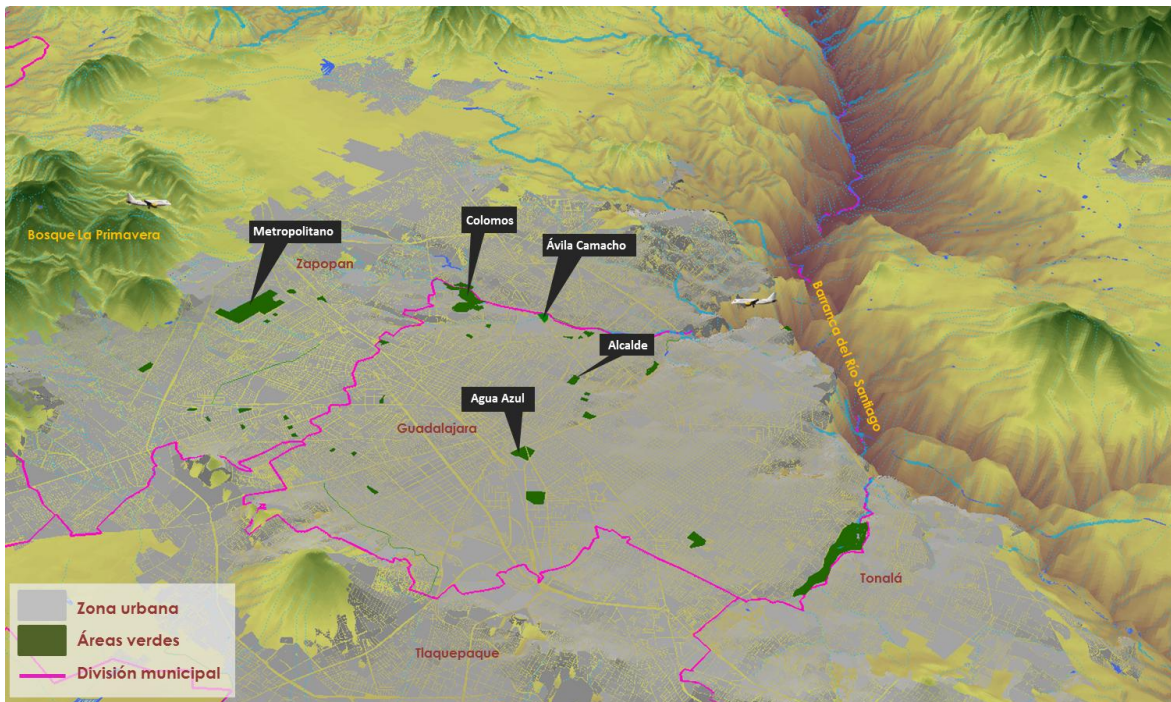 Colomos
Metropolitano
Ávila Camacho
Bosque La Primavera
Zapopan
Barranca del Río Santiago
Alcalde
Agua Azul
Guadalajara
Tonalá
Zona urbana
Áreas verdes
División municipal
Tlaquepaque